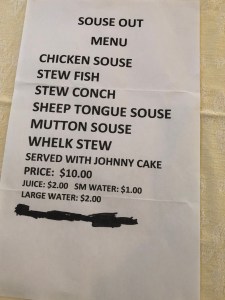 SOUSE OUT
MENU
CHICKEN SOUSE
STEW FISH
STEW CONCH
SHEEP TONGUE SOUSE
MUTTON SOUSE
WHELK STEW
SERVED WITH JOHNNY CAKE
PRICE: $10.00
JUICE: $2.00 SM WATER: $1.00
LARGE WATER: $2.00